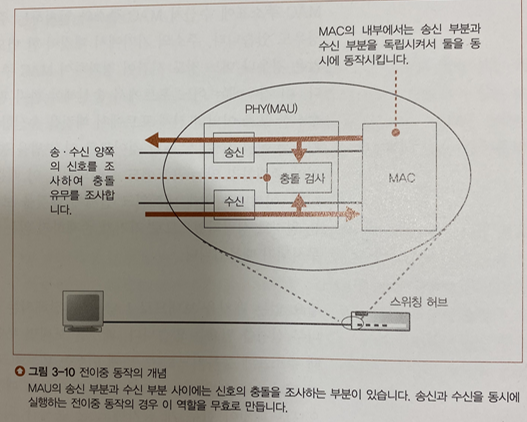 MAC의 내부에서는 송신 부분과
수신 부분을 독립시켜서 둘을 동
시에 동작시킵니다.
PHY(MAU)
송 · 수신 양쪽
의 신호를 조
사하여 충돌
유무를 조사합
니다.
송신
충돌 검사
MAC
수신
스위칭 허브
그림 3-10 전이중 동작의 개념
MAU의 송신 부분과 수신 부분 사이에는 신호의 충돌을 조사하는 부분이 있습니다. 송신과 수신을 동시에
실행하는 전이중 동작의 경우 이 역할을 무효로 만듭니다.